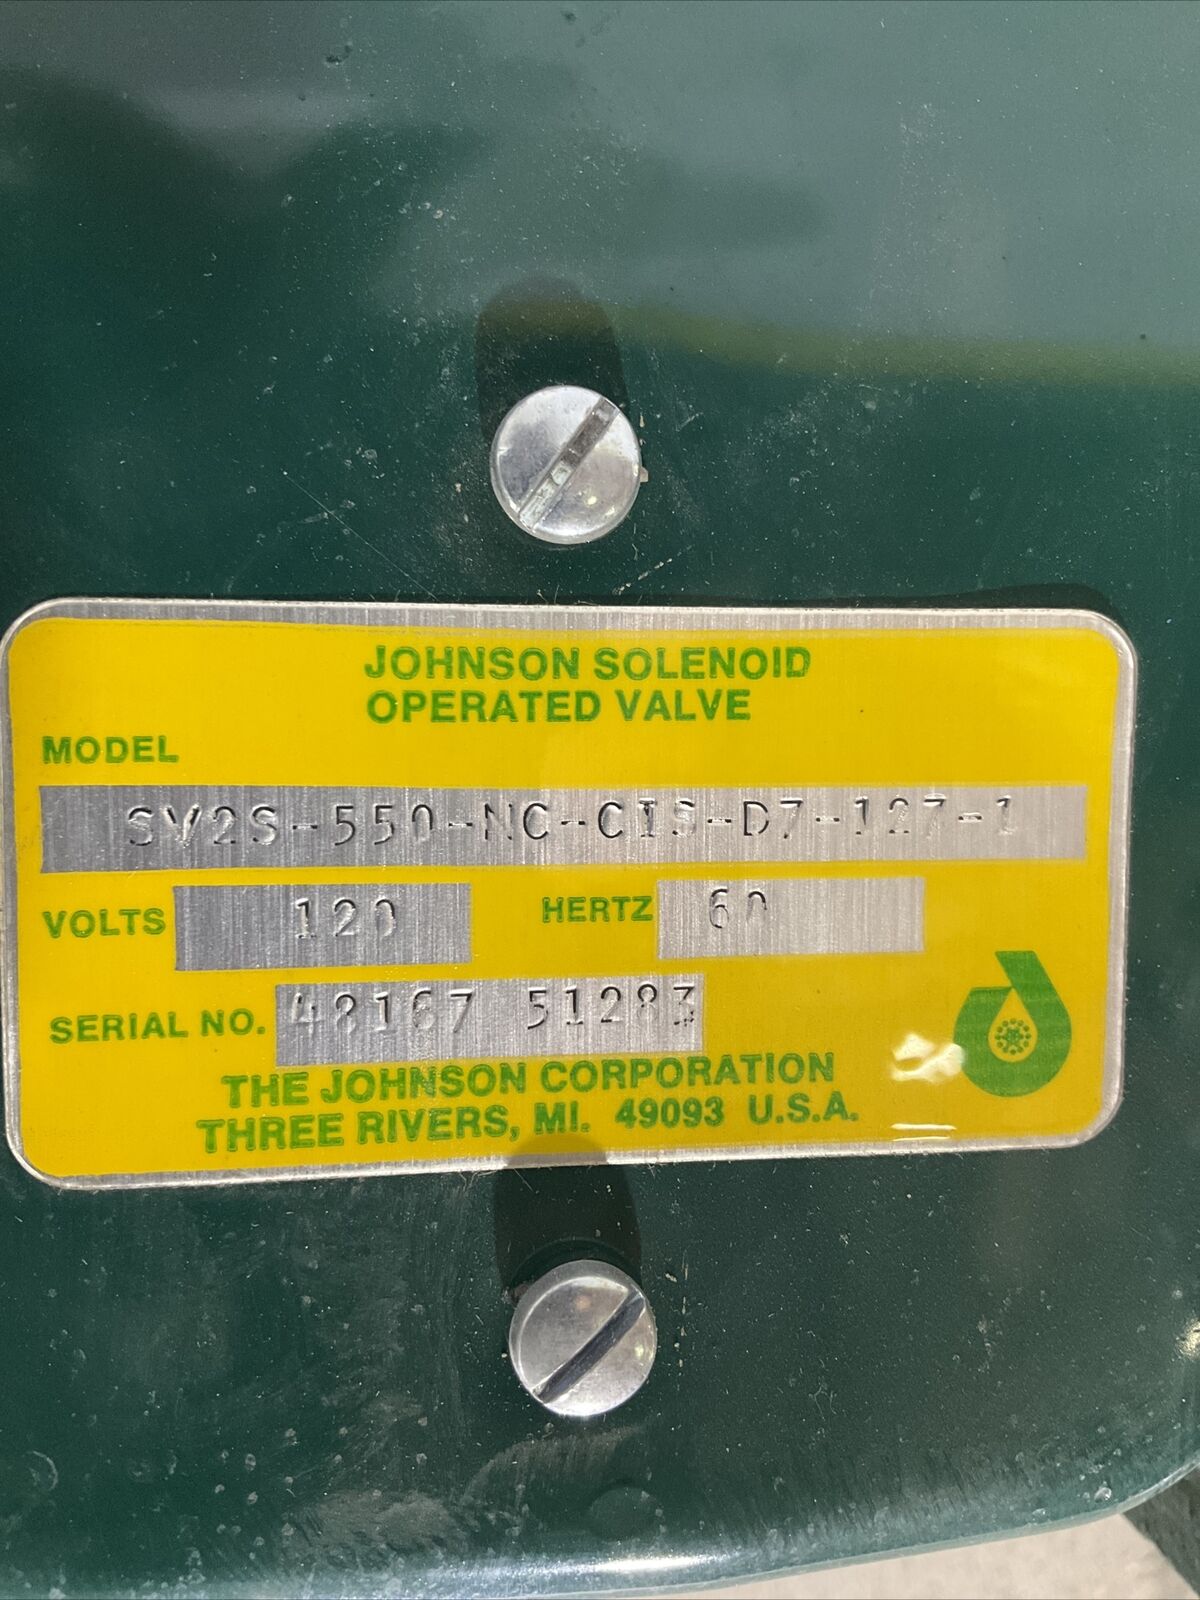 JOHNSON SOLENOID
OPERATED VALVE
MODEL
SV2S-550-NC-CIS-D7-127-1
VOLTS 120 HERTZ 60
SERIAL NO. 48167 51283
THE JOHNSON CORPORATION
THREE RIVERS, MI. 49093 U.S.A.